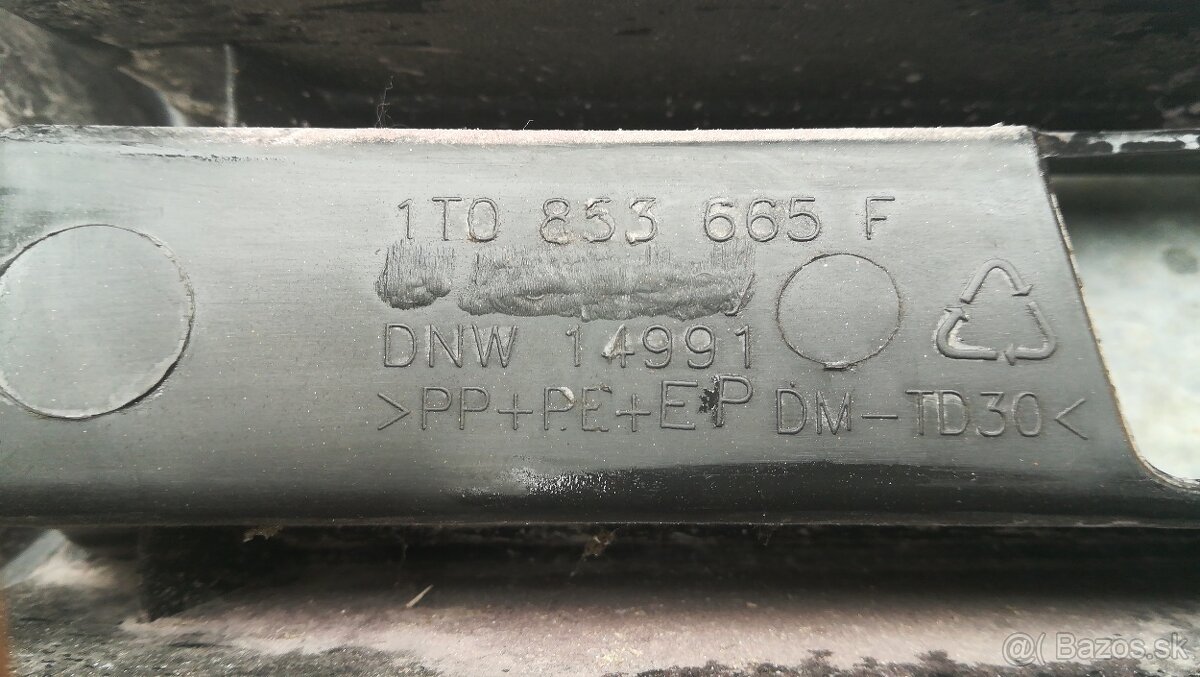 1T0 853 665 F
DNW 14991
>PP+PE+EP DM-TD30<
@( Bazos.sk